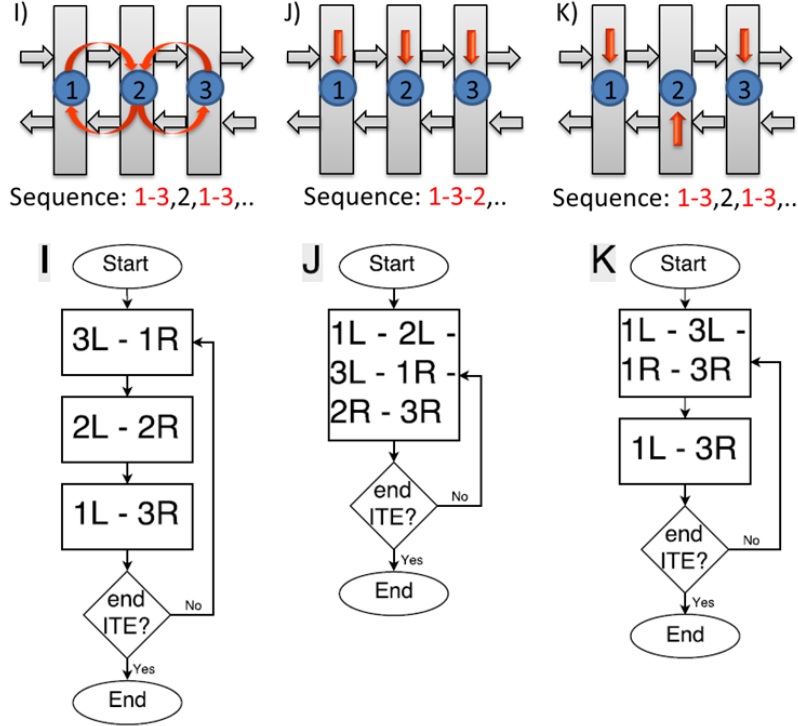 I)
J)
K)
1
2
3
1
2
3
1
2
3
Sequence: 1-3,2,1-3,..
Sequence: 1-3-2,..
Sequence: 1-3,2,1-3,..
I
Start
3L - 1R
2L - 2R
1L - 3R
end
ITE?
No
Yes
End
J
Start
1L - 2L -
3L - 1R -
2R - 3R
end
ITE?
No
Yes
End
K
Start
1L - 3L -
1R - 3R
1L - 3R
end
ITE?
No
Yes
End